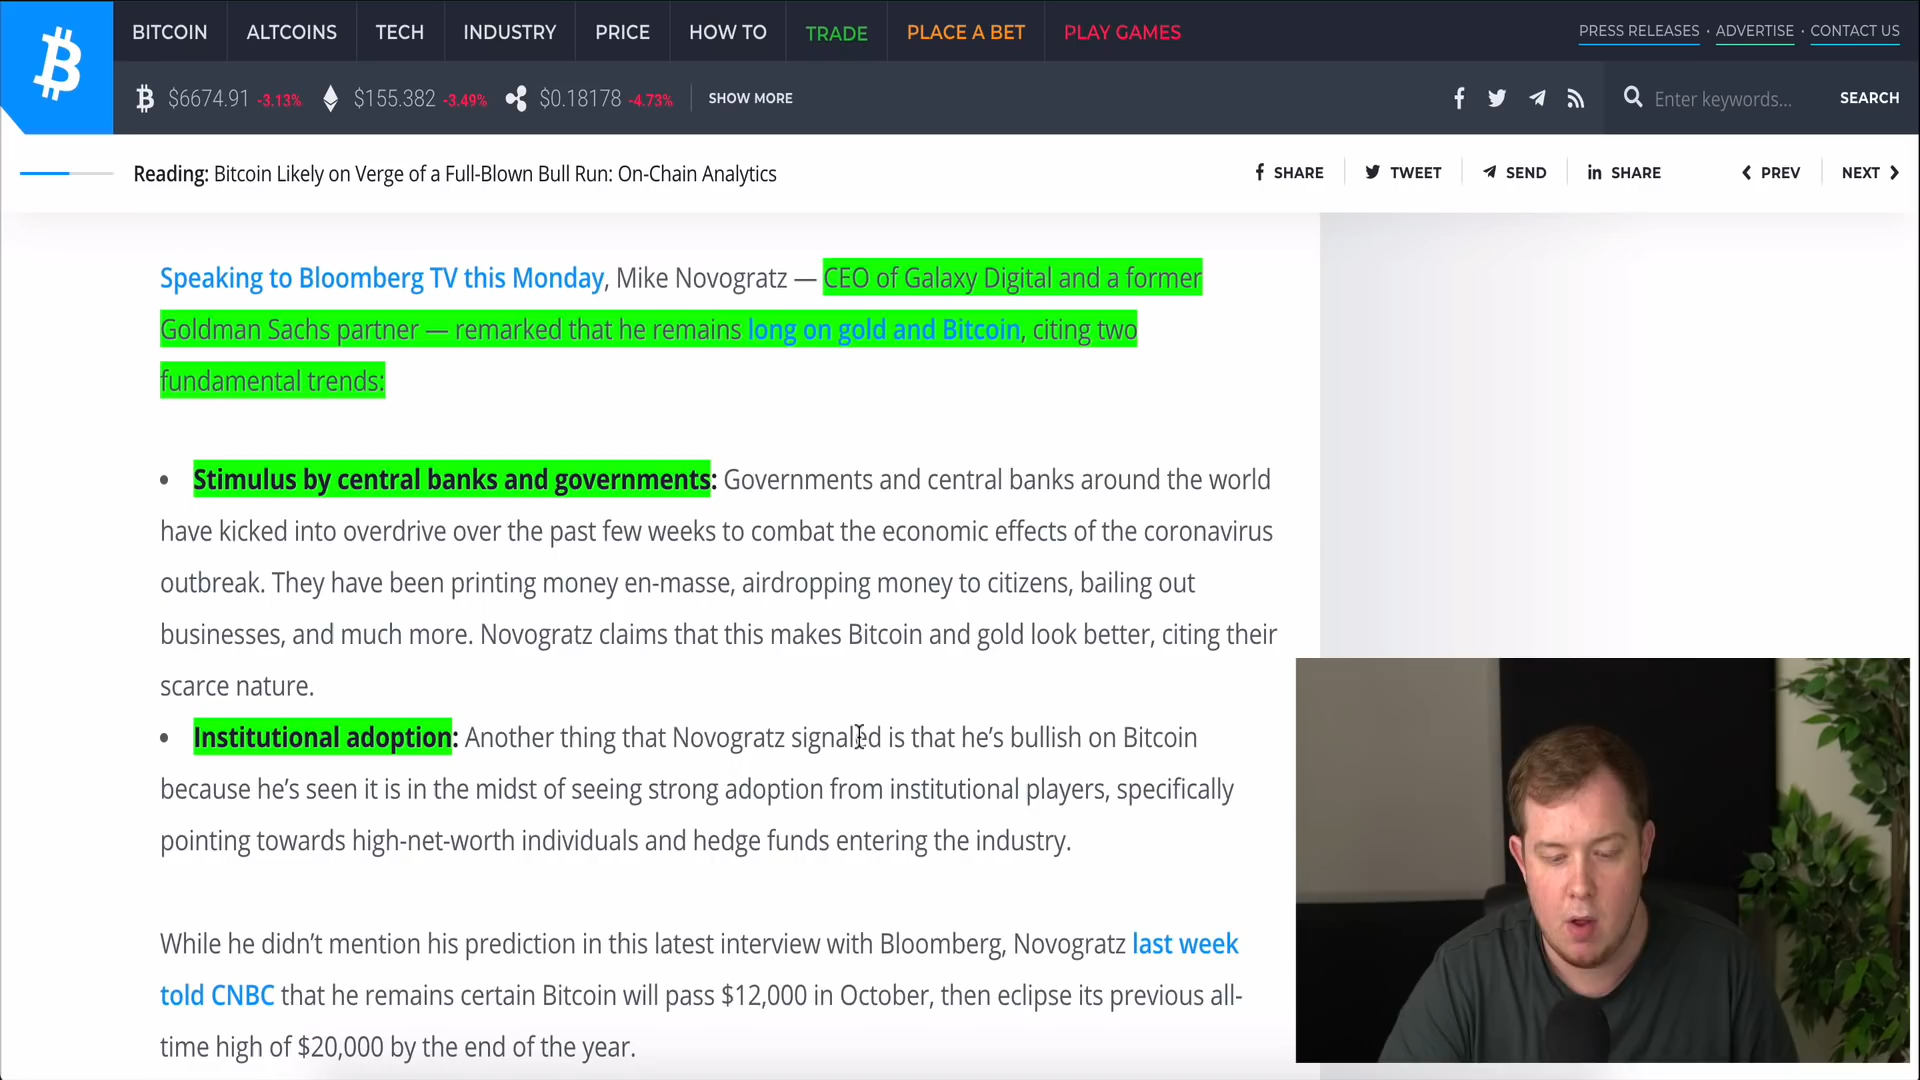 BITCOIN ALTCOINS TECH INDUSTRY PRICE HOW TO TRADE PLACE A BET PLAY GAMES PRESS RELEASES · ADVERTISE · CONTACT US
$6674.91 -3.13% $155.382 -3.49% $0.18178 -4.73% SHOW MORE Enter keywords... SEARCH
Reading: Bitcoin Likely on Verge of a Full-Blown Bull Run: On-Chain Analytics SHARE TWEET SEND SHARE PREV NEXT
Speaking to Bloomberg TV this Monday, Mike Novogratz — CEO of Galaxy Digital and a former
Goldman Sachs partner — remarked that he remains long on gold and Bitcoin, citing two
fundamental trends:
• Stimulus by central banks and governments: Governments and central banks around the world
have kicked into overdrive over the past few weeks to combat the economic effects of the coronavirus
outbreak. They have been printing money en-masse, airdropping money to citizens, bailing out
businesses, and much more. Novogratz claims that this makes Bitcoin and gold look better, citing their
scarce nature.
• Institutional adoption: Another thing that Novogratz signaled is that he’s bullish on Bitcoin
because he’s seen it is in the midst of seeing strong adoption from institutional players, specifically
pointing towards high-net-worth individuals and hedge funds entering the industry.
While he didn’t mention his prediction in this latest interview with Bloomberg, Novogratz last week
told CNBC that he remains certain Bitcoin will pass $12,000 in October, then eclipse its previous all-
time high of $20,000 by the end of the year.